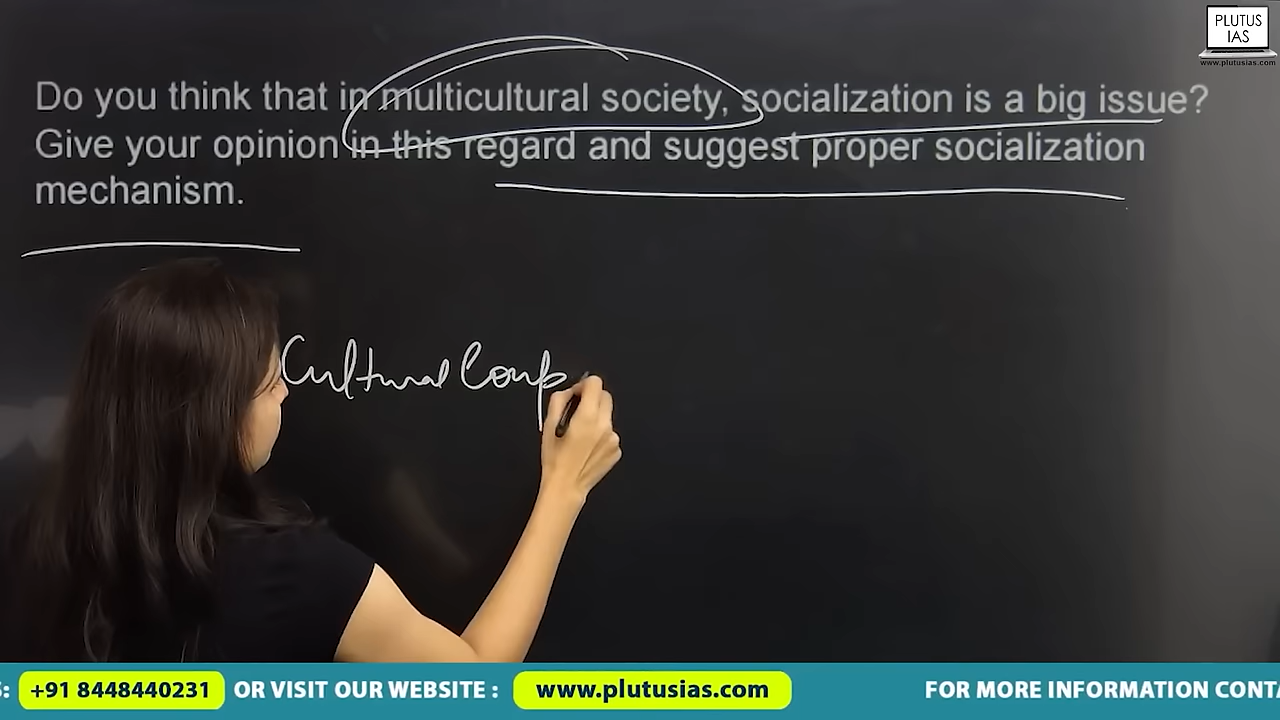 PLUTUS
IAS
www.plutusias.com
Do you think that in multicultural society, socialization is a big issue?
Give your opinion in this regard and suggest proper socialization
mechanism.
Cultural
+91 8448440231 OR VISIT OUR WEBSITE : www.plutusias.com FOR MORE INFORMATION CONTA